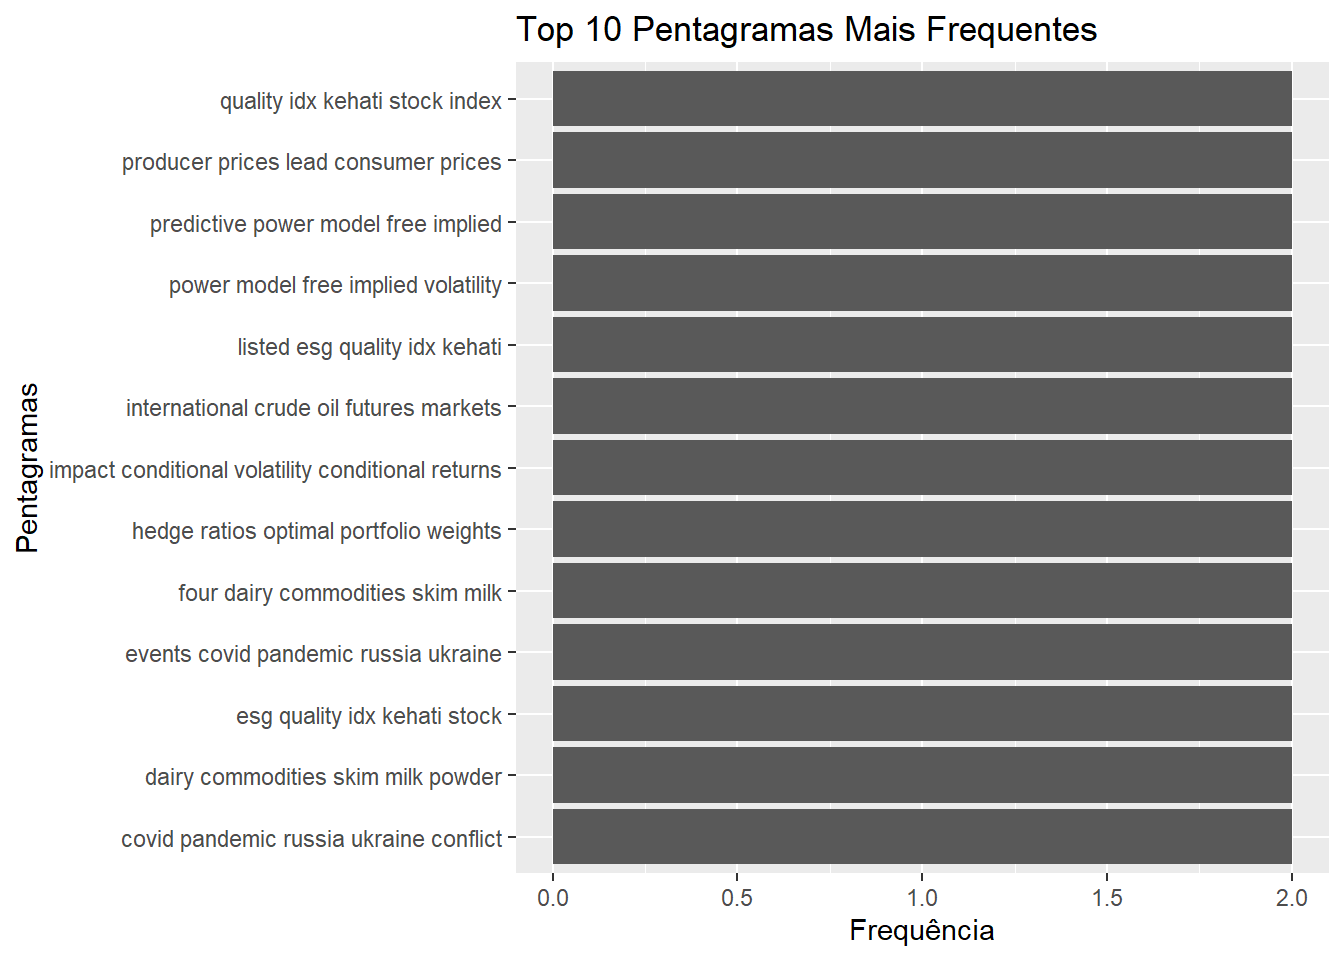 Top 10 Pentagramas Mais Frequentes
quality idx kehati stock index
producer prices lead consumer prices
predictive power model free implied
power model free implied volatility
listed esg quality idx kehati
international crude oil futures markets
impact conditional volatility conditional returns
hedge ratios optimal portfolio weights
four dairy commodities skim milk
events covid pandemic russia ukraine
esg quality idx kehati stock
dairy commodities skim milk powder
covid pandemic russia ukraine conflict
Pentagramas
0.0 0.5 1.0 1.5 2.0
Frequência